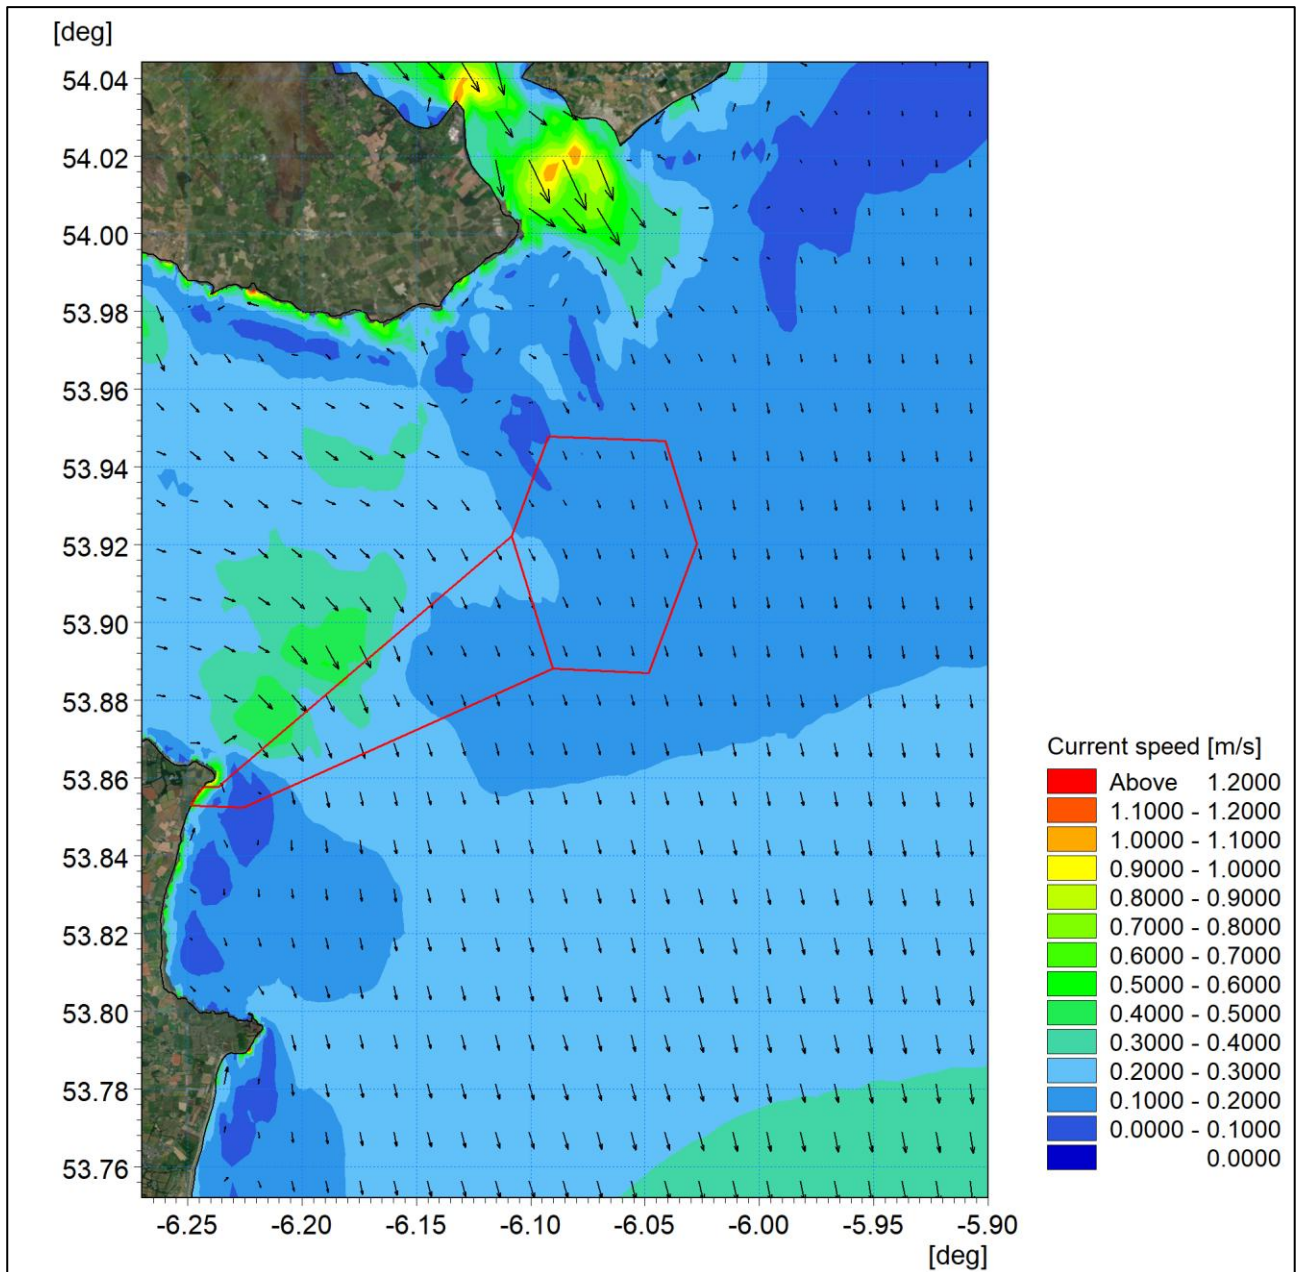 [deg]
54.04
54.02
54.00
53.98
53.96
53.94
53.92
53.90
53.88
53.86
53.84
53.82
53.80
53.78
53.76
-6.25 -6.20 -6.15 -6.10 -6.05 -6.00 -5.95 -5.90
[deg]
Current speed [m/s]
Above 1.2000
1.1000 - 1.2000
1.0000 - 1.1000
0.9000 - 1.0000
0.8000 - 0.9000
0.7000 - 0.8000
0.6000 - 0.7000
0.5000 - 0.6000
0.4000 - 0.5000
0.3000 - 0.4000
0.2000 - 0.3000
0.1000 - 0.2000
0.0000 - 0.1000
0.0000